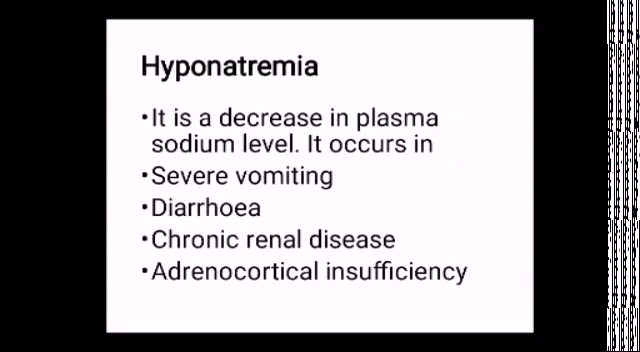 Hyponatremia
•It is a decrease in plasma
sodium level. It occurs in
•Severe vomiting
•Diarrhoea
•Chronic renal disease
•Adrenocortical insufficiency